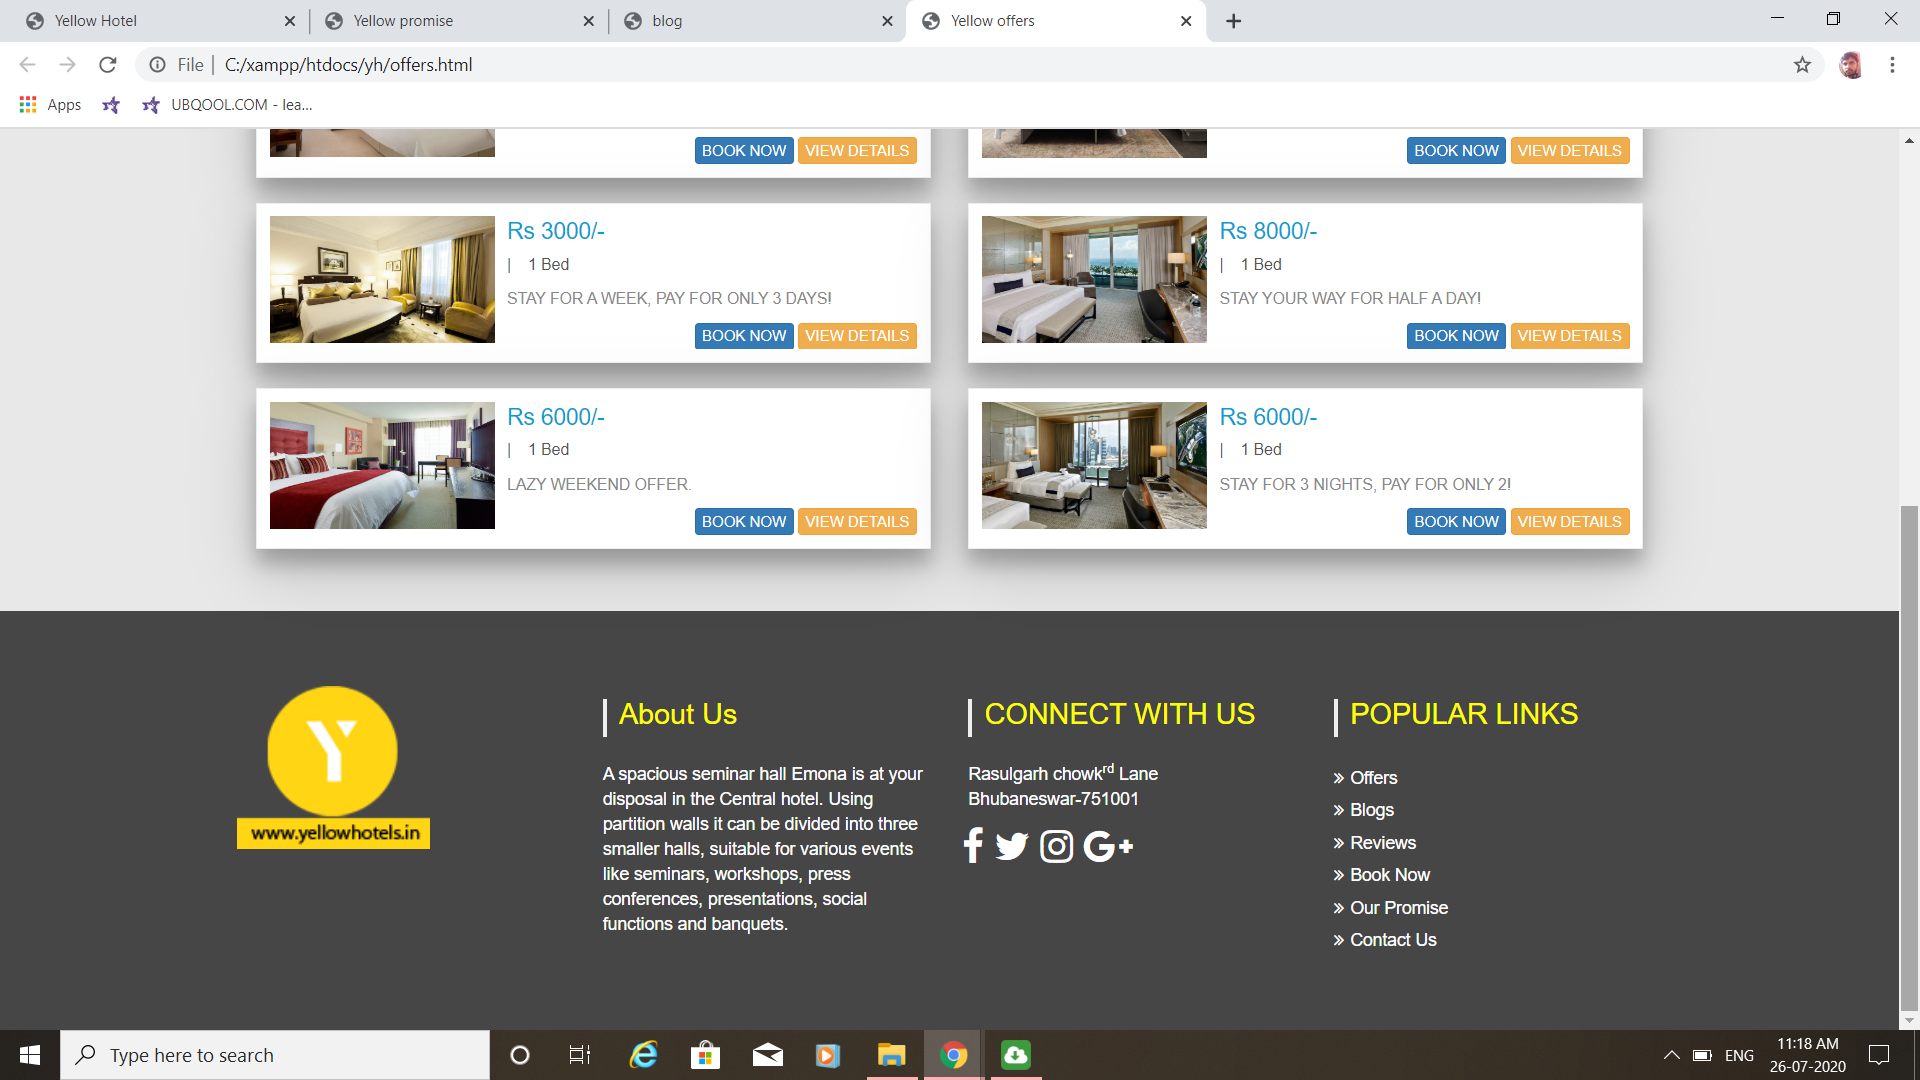 Yellow Hotel
Yellow promise
blog
Yellow offers
File | C:/xampp/htdocs/yh/offers.html
Apps
UBQOOL.COM - lea...
BOOK NOW VIEW DETAILS
BOOK NOW VIEW DETAILS
Rs 3000/-
| 1 Bed
STAY FOR A WEEK, PAY FOR ONLY 3 DAYS!
BOOK NOW VIEW DETAILS
Rs 8000/-
| 1 Bed
STAY YOUR WAY FOR HALF A DAY!
BOOK NOW VIEW DETAILS
Rs 6000/-
| 1 Bed
LAZY WEEKEND OFFER.
BOOK NOW VIEW DETAILS
Rs 6000/-
| 1 Bed
STAY FOR 3 NIGHTS, PAY FOR ONLY 2!
BOOK NOW VIEW DETAILS
Y
www.yellowhotels.in
About Us
A spacious seminar hall Emona is at your
disposal in the Central hotel. Using
partition walls it can be divided into three
smaller halls, suitable for various events
like seminars, workshops, press
conferences, presentations, social
functions and banquets.
CONNECT WITH US
Rasulgarh chowkrd Lane
Bhubaneswar-751001
POPULAR LINKS
» Offers
» Blogs
» Reviews
» Book Now
» Our Promise
» Contact Us
Type here to search
ENG
11:18 AM
26-07-2020